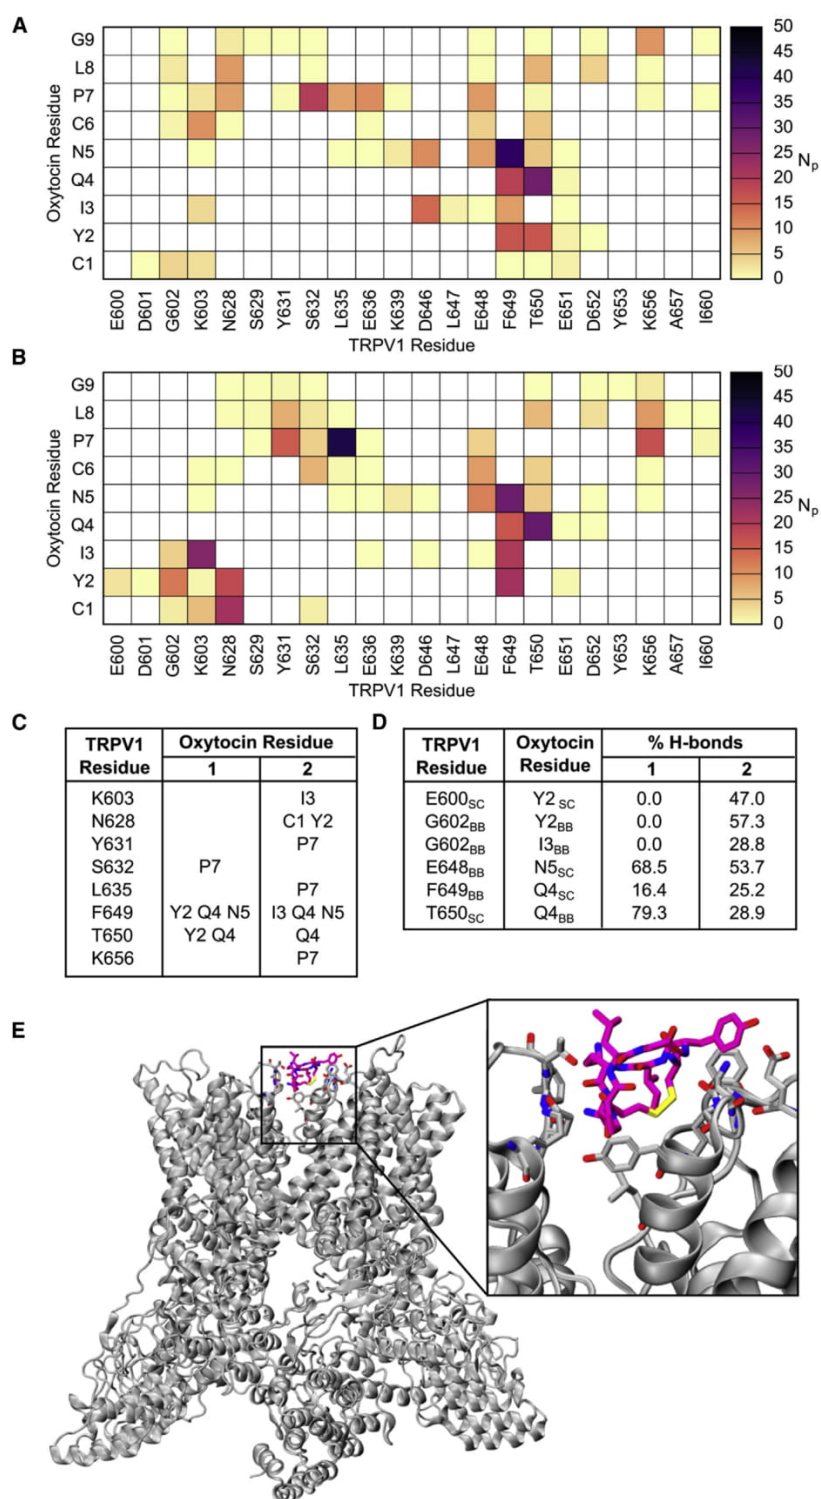 A
G9
L8
P7
C6
N5
Q4
I3
Y2
C1
Oxytocin Residue
E600 D601 G602 K603 N628 S629 Y631 S632 L635 E636 K639 D646 L647 E648 F649 T650 E651 D652 Y653 K656 A657 I660
TRPV1 Residue
50
45
40
35
30
25
20
15
10
5
0
Np
B
G9
L8
P7
C6
N5
Q4
I3
Y2
C1
Oxytocin Residue
E600 D601 G602 K603 N628 S629 Y631 S632 L635 E636 K639 D646 L647 E648 F649 T650 E651 D652 Y653 K656 A657 I660
TRPV1 Residue
50
45
40
35
30
25
20
15
10
5
0
Np
C
TRPV1 Residue Oxytocin Residue
1 2
K603 I3
N628 C1 Y2
Y631 P7
S632 P7
L635 P7
F649 Y2 Q4 N5 I3 Q4 N5
T650 Y2 Q4 Q4
K656 P7
D
TRPV1 Residue Oxytocin Residue % H-bonds
1 2
E600SC Y2 SC 0.0 47.0
G602BB Y2BB 0.0 57.3
G602BB I3BB 0.0 28.8
E648BB N5SC 68.5 53.7
F649BB Q4SC 16.4 25.2
T650SC Q4BB 79.3 28.9
E